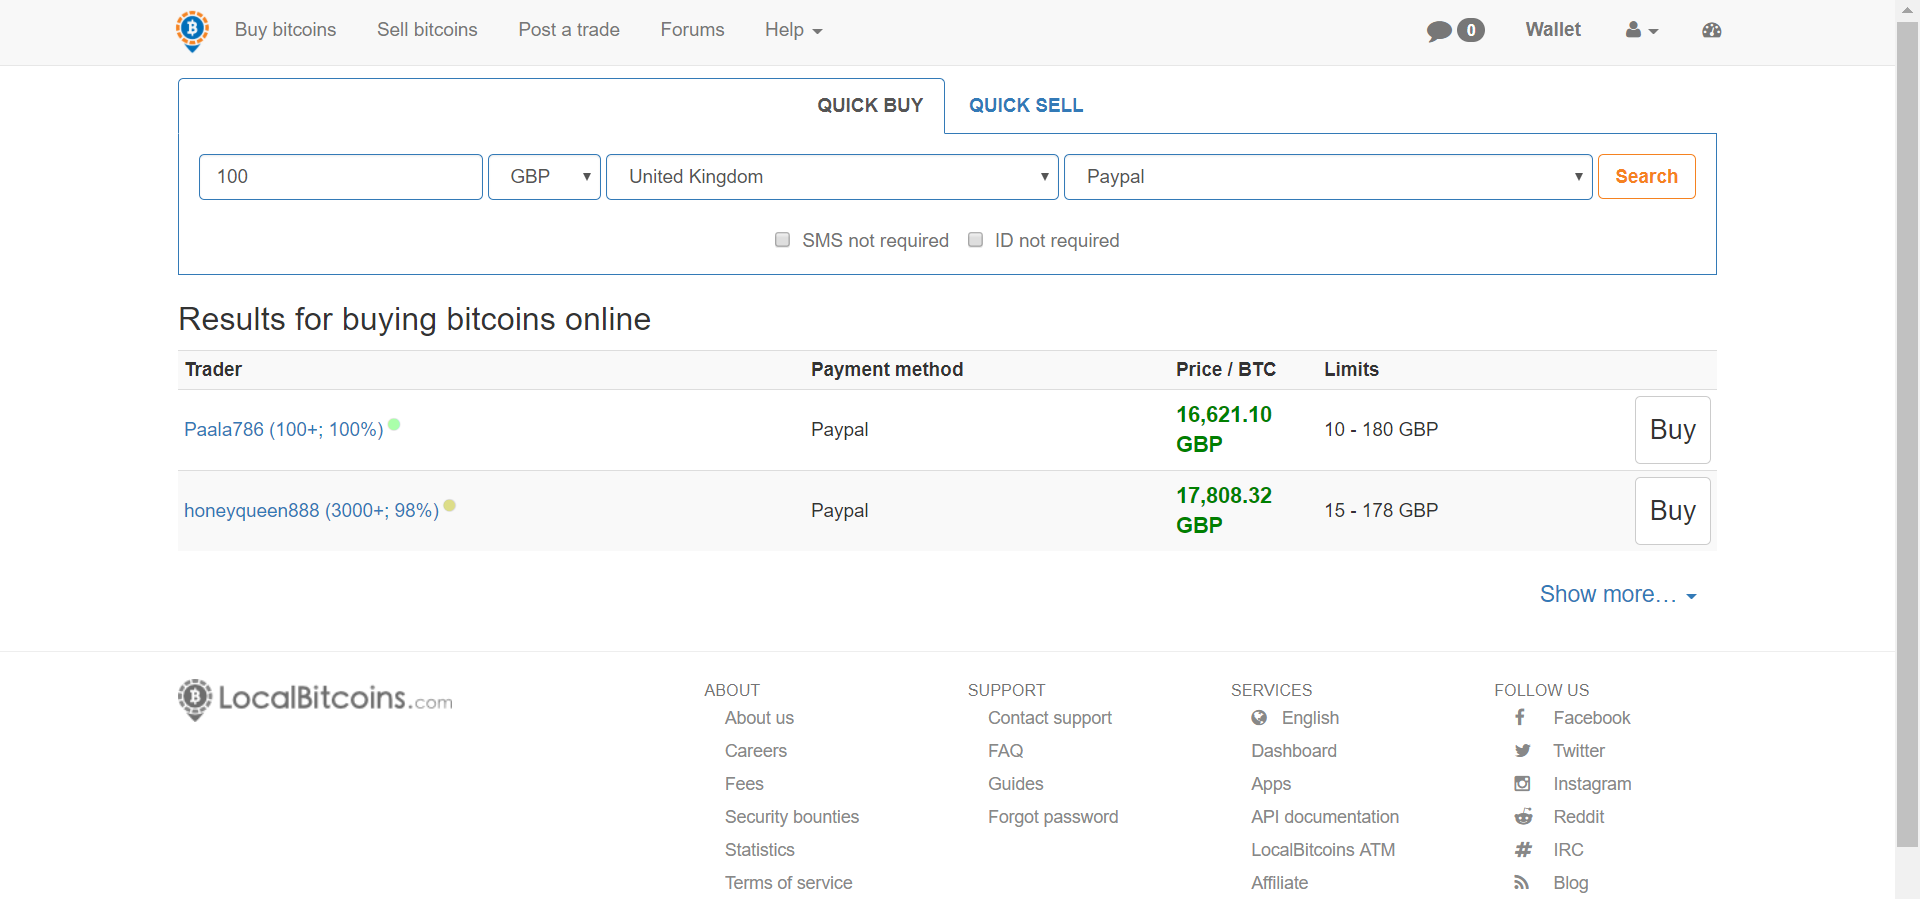 Buy bitcoins Sell bitcoins Post a trade Forums Help 0 Wallet
QUICK BUY QUICK SELL
100 GBP United Kingdom Paypal Search
SMS not required ID not required
Results for buying bitcoins online
Trader Payment method Price / BTC Limits
Paala786 (100+; 100%) Paypal 16,621.10 GBP 10 - 180 GBP Buy
honeyqueen888 (3000+; 98%) Paypal 17,808.32 GBP 15 - 178 GBP Buy
Show more...
LocalBitcoins.com
ABOUT
About us
Careers
Fees
Security bounties
Statistics
Terms of service
SUPPORT
Contact support
FAQ
Guides
Forgot password
SERVICES
English
Dashboard
Apps
API documentation
LocalBitcoins ATM
Affiliate
FOLLOW US
Facebook
Twitter
Instagram
Reddit
IRC
Blog